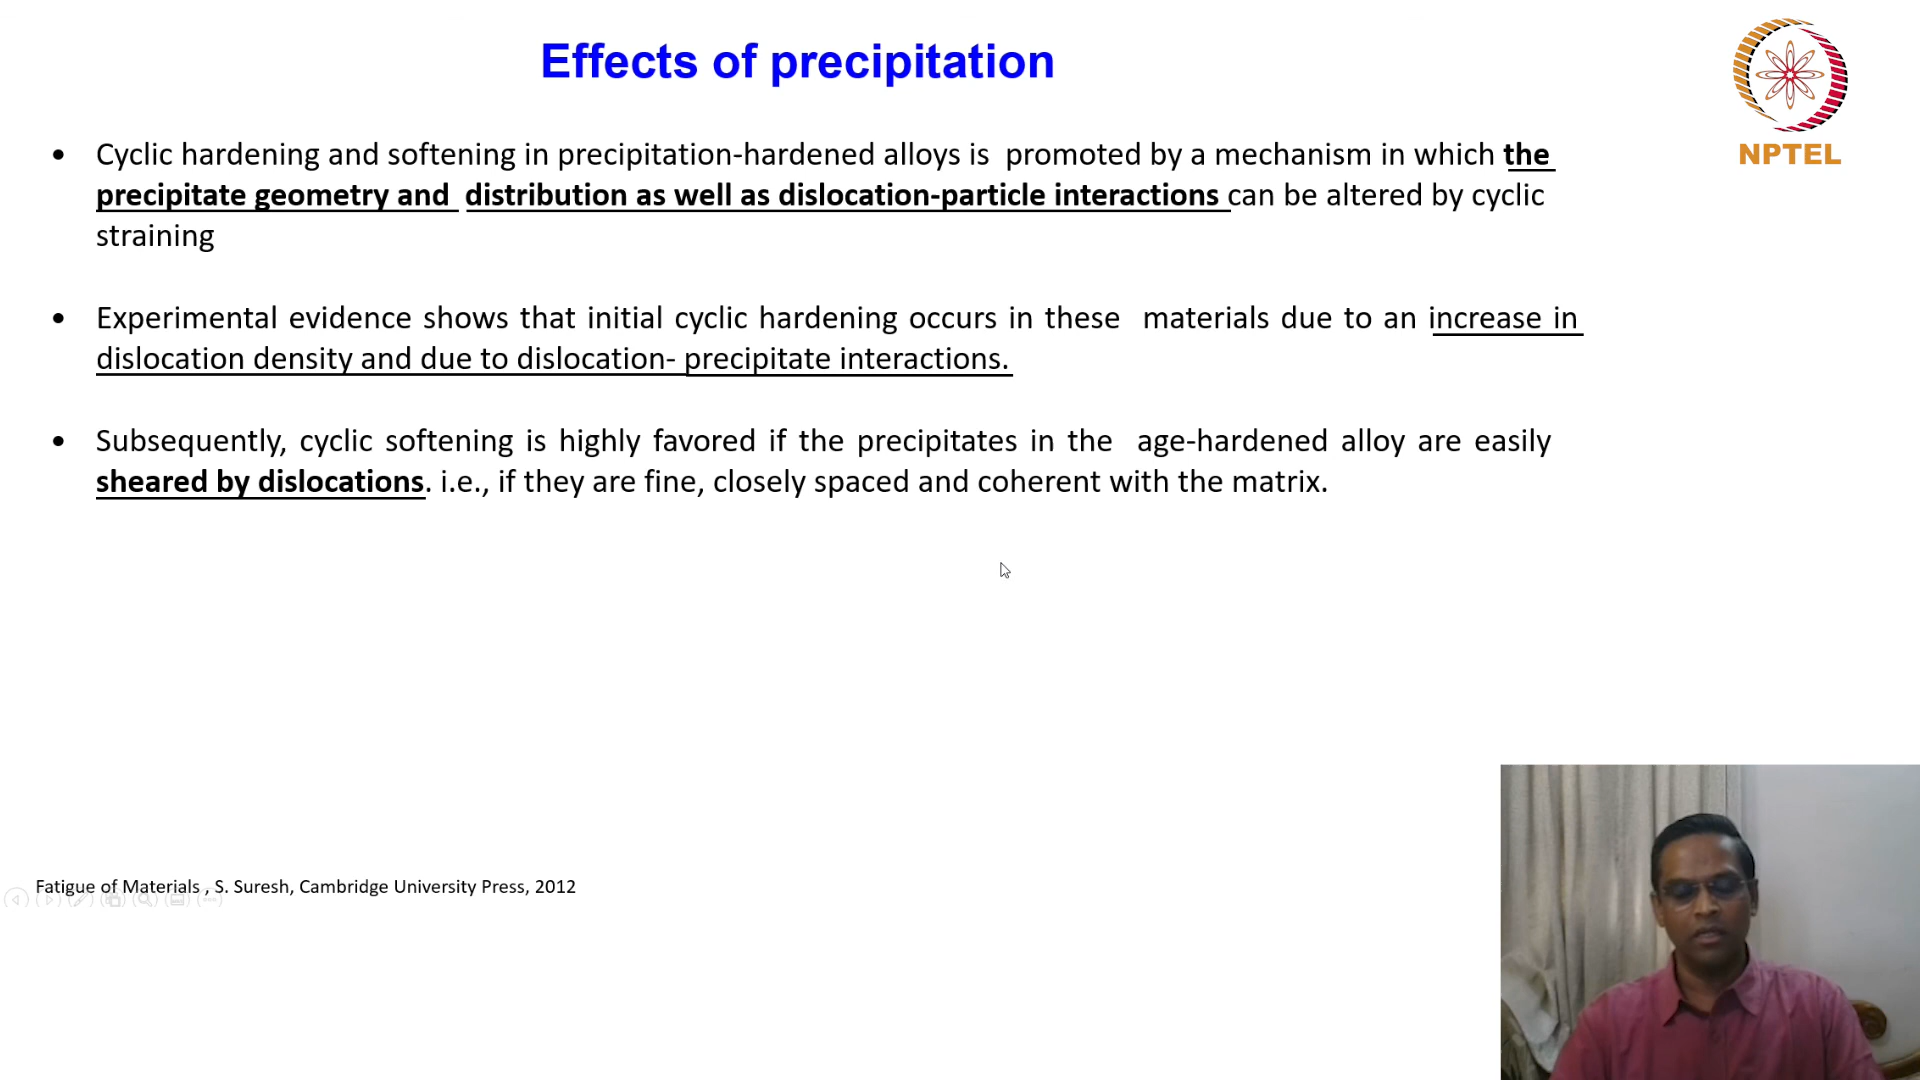 Effects of precipitation
NPTEL
• Cyclic hardening and softening in precipitation-hardened alloys is promoted by a mechanism in which the
precipitate geometry and distribution as well as dislocation-particle interactions can be altered by cyclic
straining
• Experimental evidence shows that initial cyclic hardening occurs in these materials due to an increase in
dislocation density and due to dislocation- precipitate interactions.
• Subsequently, cyclic softening is highly favored if the precipitates in the age-hardened alloy are easily
sheared by dislocations. i.e., if they are fine, closely spaced and coherent with the matrix.
Fatigue of Materials , S. Suresh, Cambridge University Press, 2012